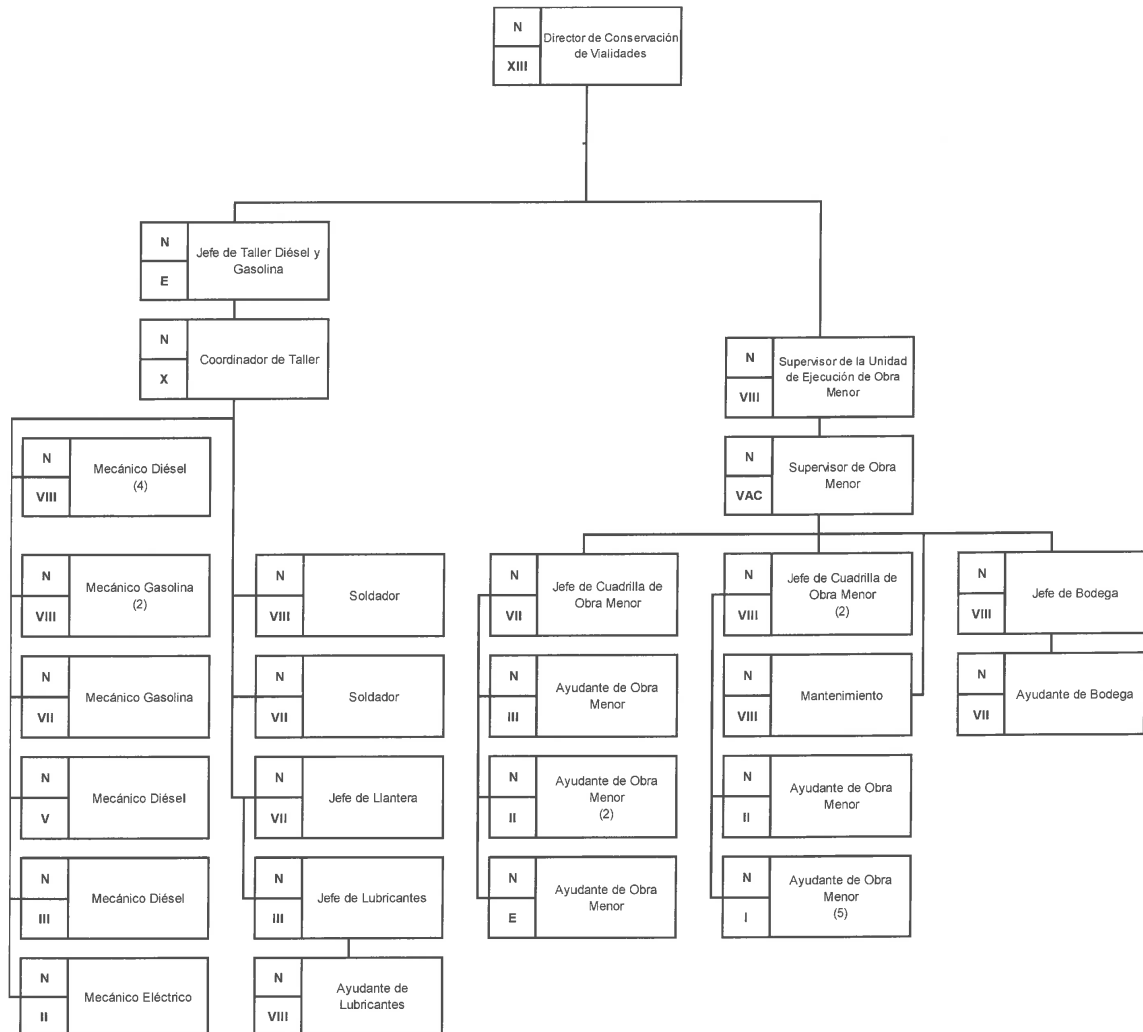 N
XIII
Director de Conservación
de Vialidades
N
E
Jefe de Taller Diésel y
Gasolina
N
X
Coordinador de Taller
N
VIII
Supervisor de la Unidad
de Ejecución de Obra
Menor
N
VAC
Supervisor de Obra
Menor
N
VIII
Mecánico Diésel
(4)
N
VIII
Mecánico Gasolina
(2)
N
VII
Mecánico Gasolina
N
V
Mecánico Diésel
N
III
Mecánico Diésel
N
II
Mecánico Eléctrico
N
VIII
Soldador
N
VII
Soldador
N
VII
Jefe de Llantera
N
III
Jefe de Lubricantes
N
VIII
Ayudante de
Lubricantes
N
VII
Jefe de Cuadrilla de
Obra Menor
N
III
Ayudante de Obra
Menor
N
II
Ayudante de Obra
Menor
(2)
N
E
Ayudante de Obra
Menor
N
VIII
Jefe de Cuadrilla de
Obra Menor
(2)
N
VIII
Mantenimiento
N
II
Ayudante de Obra
Menor
N
I
Ayudante de Obra
Menor
(5)
N
VIII
Jefe de Bodega
N
VII
Ayudante de Bodega